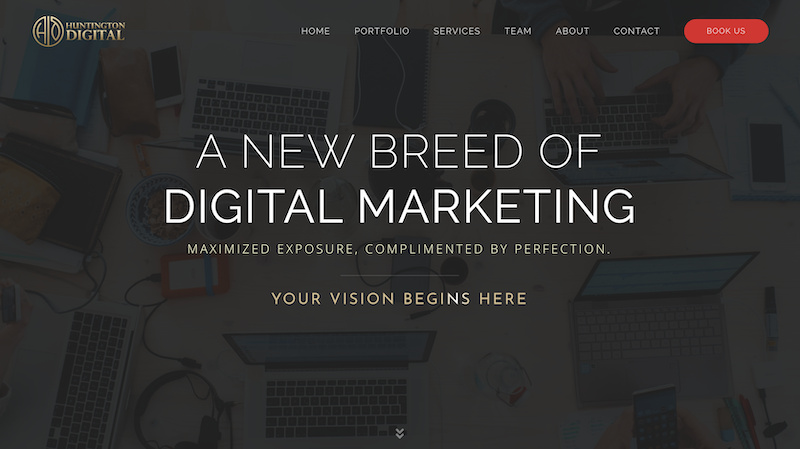 HUNTINGTON
DIGITAL
HOME PORTFOLIO SERVICES TEAM ABOUT CONTACT BOOK US
A NEW BREED OF
DIGITAL MARKETING
MAXIMIZED EXPOSURE, COMPLIMENTED BY PERFECTION.
YOUR VISION BEGINS HERE